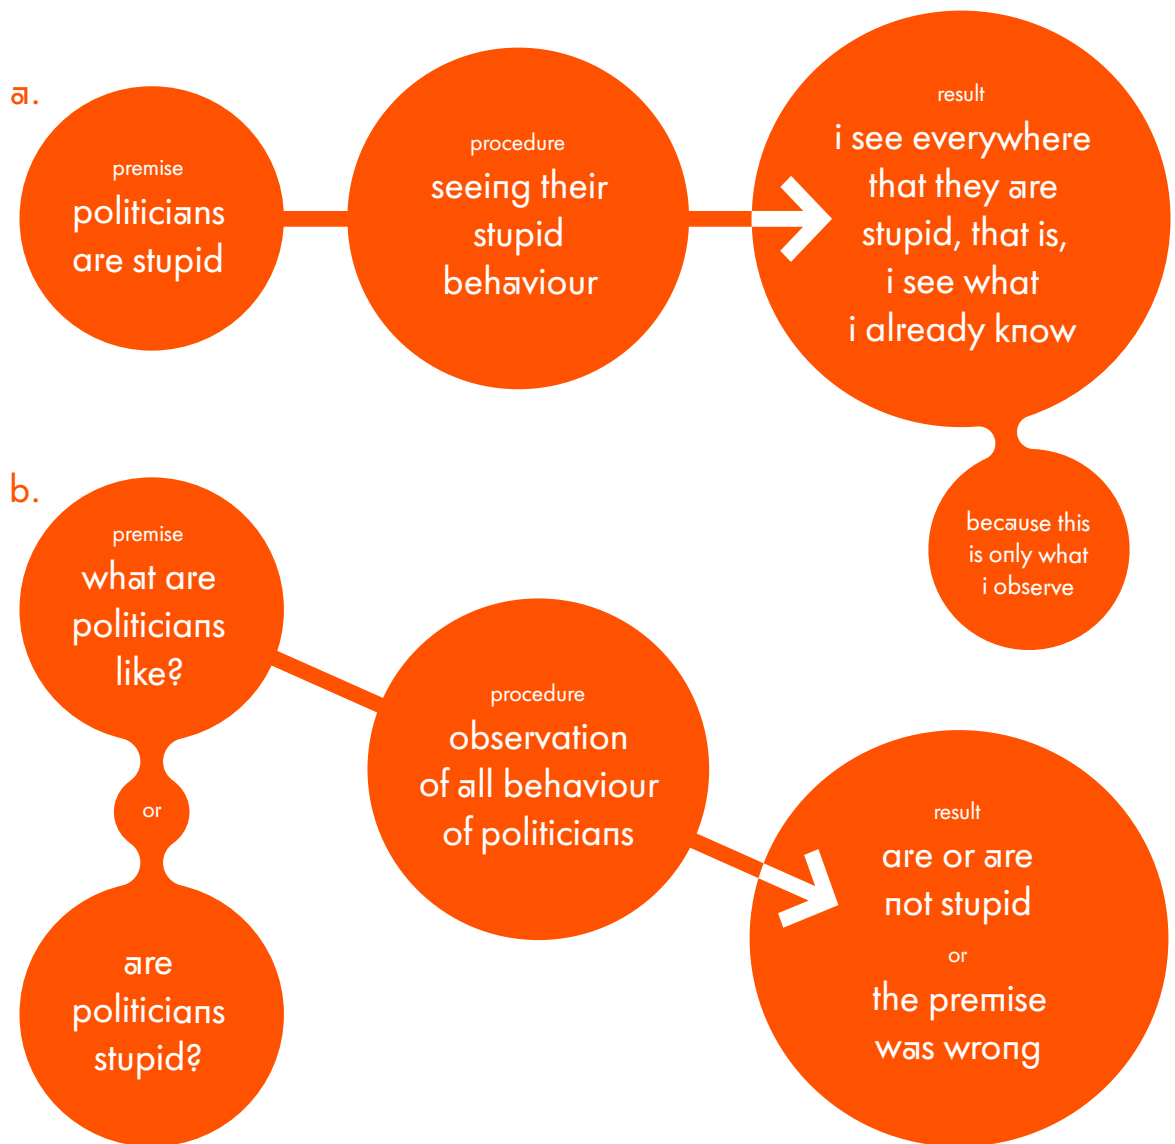 a.
premise
politicians
are stupid
procedure
seeing their
stupid
behaviour
result
i see everywhere
that they are
stupid, that is,
i see what
i already know
because this
is only what
i observe
b.
premise
what are
politicians
like?
or
are
politicians
stupid?
procedure
observation
of all behaviour
of politicians
result
are or are
not stupid
or
the premise
was wrong